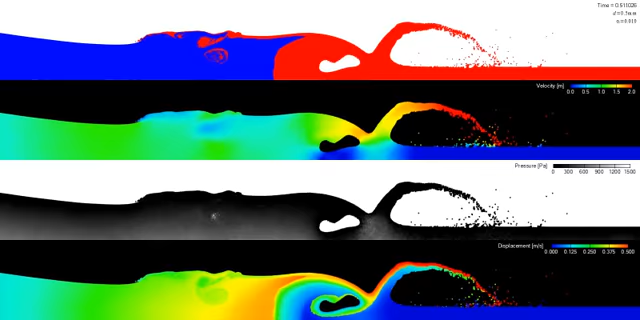 Time = 0.611026
Velocity [m]
0.0 0.5 1.0 1.5 2.0
Pressure [Pa]
0 300 600 900 1200 1500
Displacement [m/s]
0.000 0.125 0.250 0.375 0.500